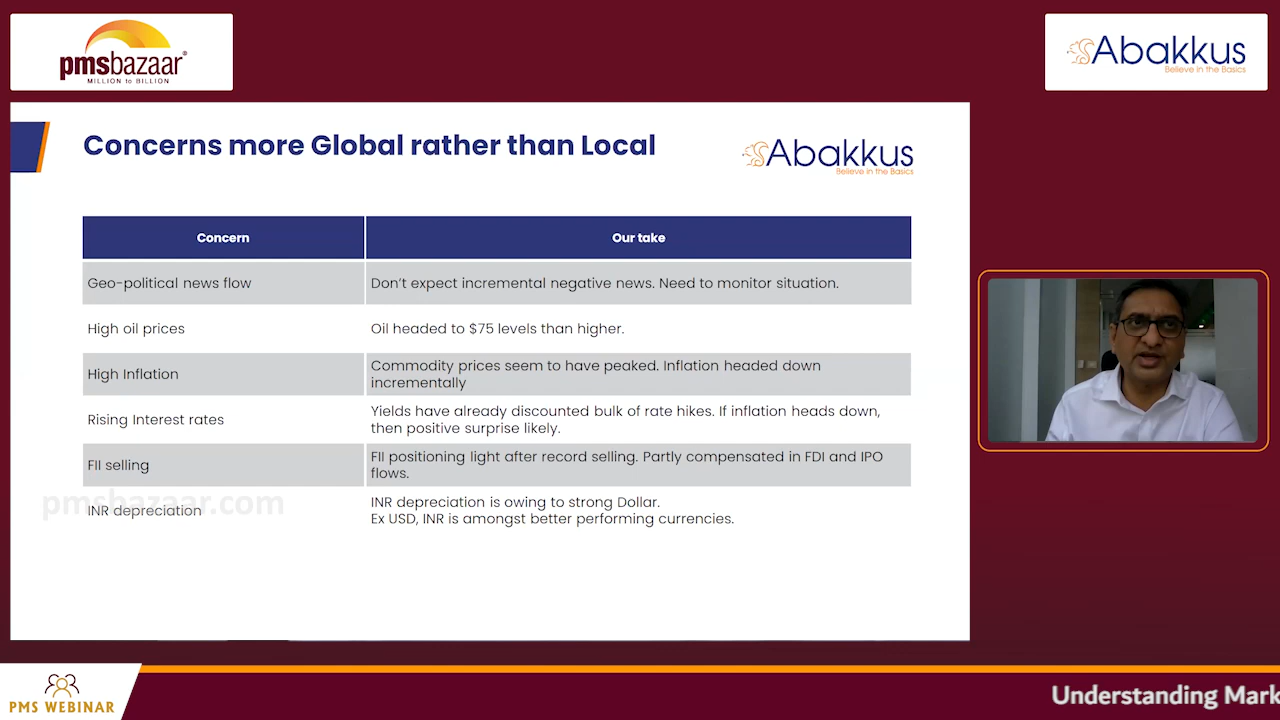 pmsbazaar®
MILLION to BILLION
Abakkus
Believe in the Basics
Concerns more Global rather than Local
Abakkus
Believe in the Basics
Concern
Our take
Geo-political news flow
Don't expect incremental negative news. Need to monitor situation.
High oil prices
Oil headed to $75 levels than higher.
High Inflation
Commodity prices seem to have peaked. Inflation headed down
incrementally
Rising Interest rates
Yields have already discounted bulk of rate hikes. If inflation heads down,
then positive surprise likely.
FII selling
FII positioning light after record selling. Partly compensated in FDI and IPO
flows.
pmsbazaar.com
INR depreciation
INR depreciation is owing to strong Dollar.
Ex USD, INR is amongst better performing currencies.
PMS WEBINAR
Understanding Mark